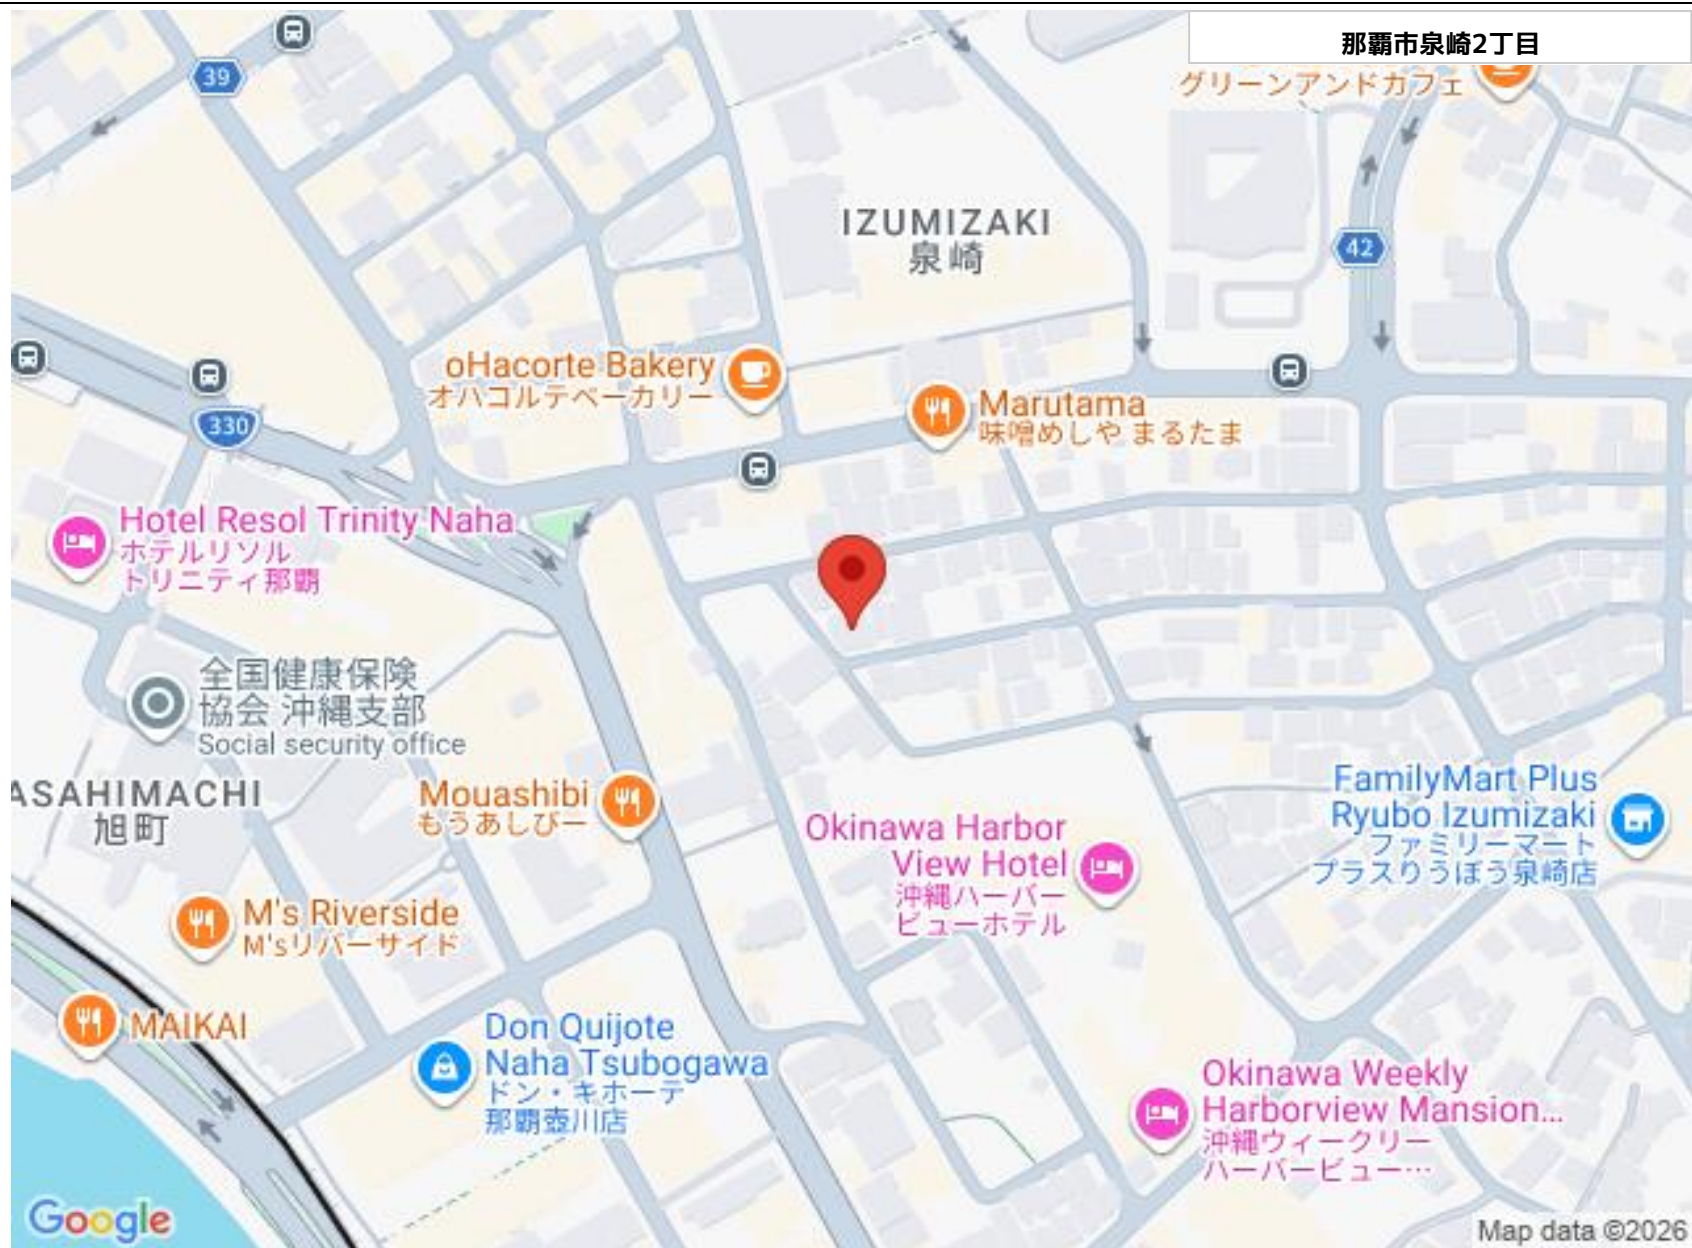 那覇市泉崎2丁目
39
グリーンアンドカフェ
IZUMIZAKI
泉崎
42
oHacorte Bakery
オハコルテベーカリー
Marutama
味噌めしや まるたま
330
Hotel Resol Trinity Naha
ホテルリソル
トリニティ那覇
全国健康保険
協会 沖縄支部
Social security office
ASAHIMACHI
旭町
Mouashibi
もうあしびー
Okinawa Harbor
View Hotel
沖縄ハーバー
ビューホテル
FamilyMart Plus
Ryubo Izumizaki
ファミリーマート
プラスりうぼう泉崎店
M's Riverside
M'sリバーサイド
MAIKAI
Don Quijote
Naha Tsubogawa
ドン・キホーテ
那覇壺川店
Okinawa Weekly
Harborview Mansion...
沖縄ウィークリー
ハーバービュー…
Google
Map data ©2026